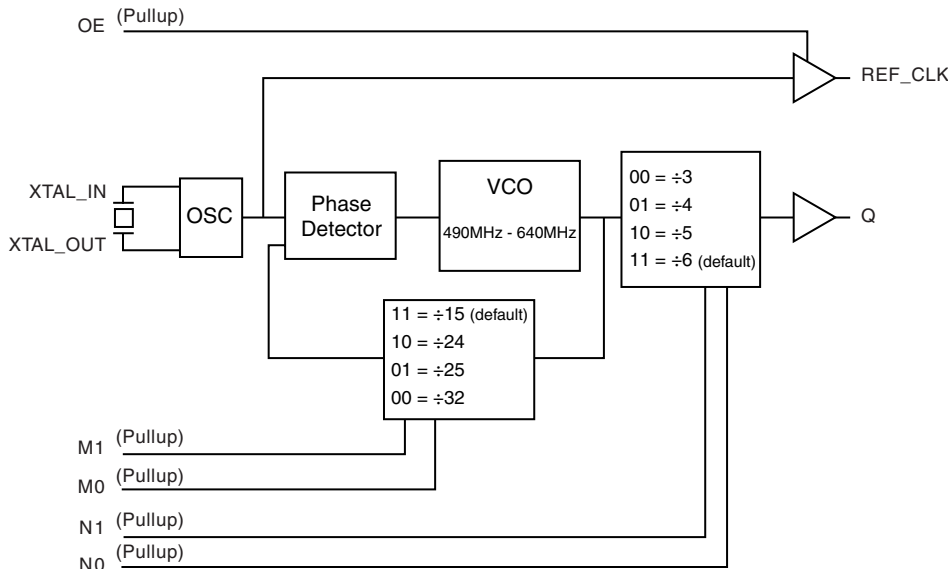 OE (Pullup)
REF_CLK
XTAL_IN
XTAL_OUT
OSC
Phase
Detector
VCO
490MHz - 640MHz
00 = ÷3
01 = ÷4
10 = ÷5
11 = ÷6 (default)
Q
11 = ÷15 (default)
10 = ÷24
01 = ÷25
00 = ÷32
M1 (Pullup)
M0 (Pullup)
N1 (Pullup)
N0 (Pullup)